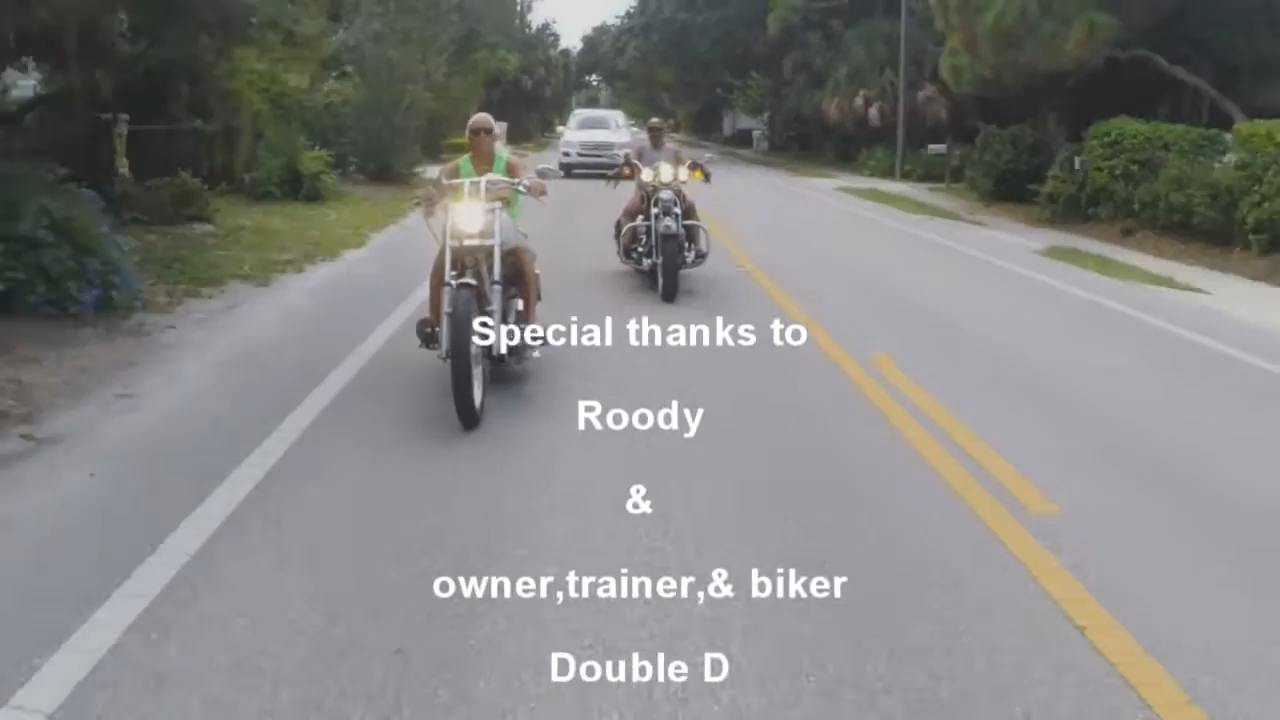 Special thanks to
Roody
&
owner,trainer,& biker
Double D